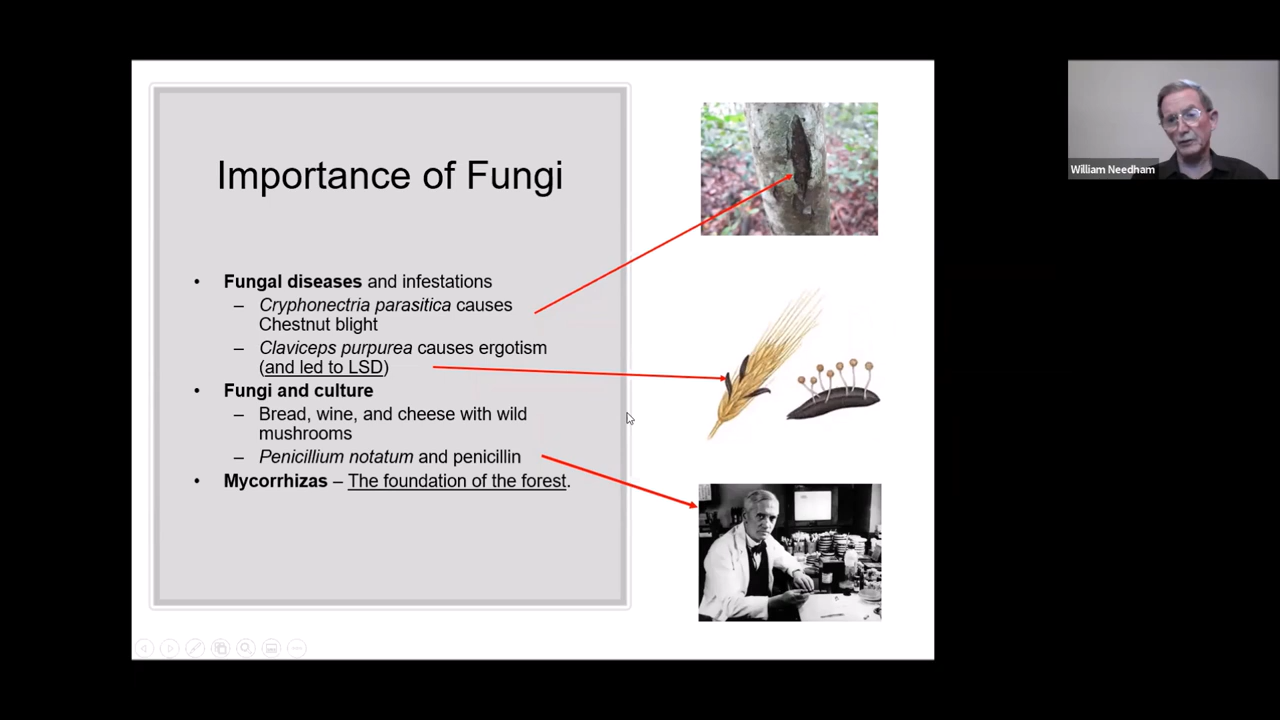 Importance of Fungi
• Fungal diseases and infestations
– Cryphonectria parasitica causes
Chestnut blight
– Claviceps purpurea causes ergotism
(and led to LSD)
• Fungi and culture
– Bread, wine, and cheese with wild
mushrooms
– Penicillium notatum and penicillin
• Mycorrhizas – The foundation of the forest.
William Needham